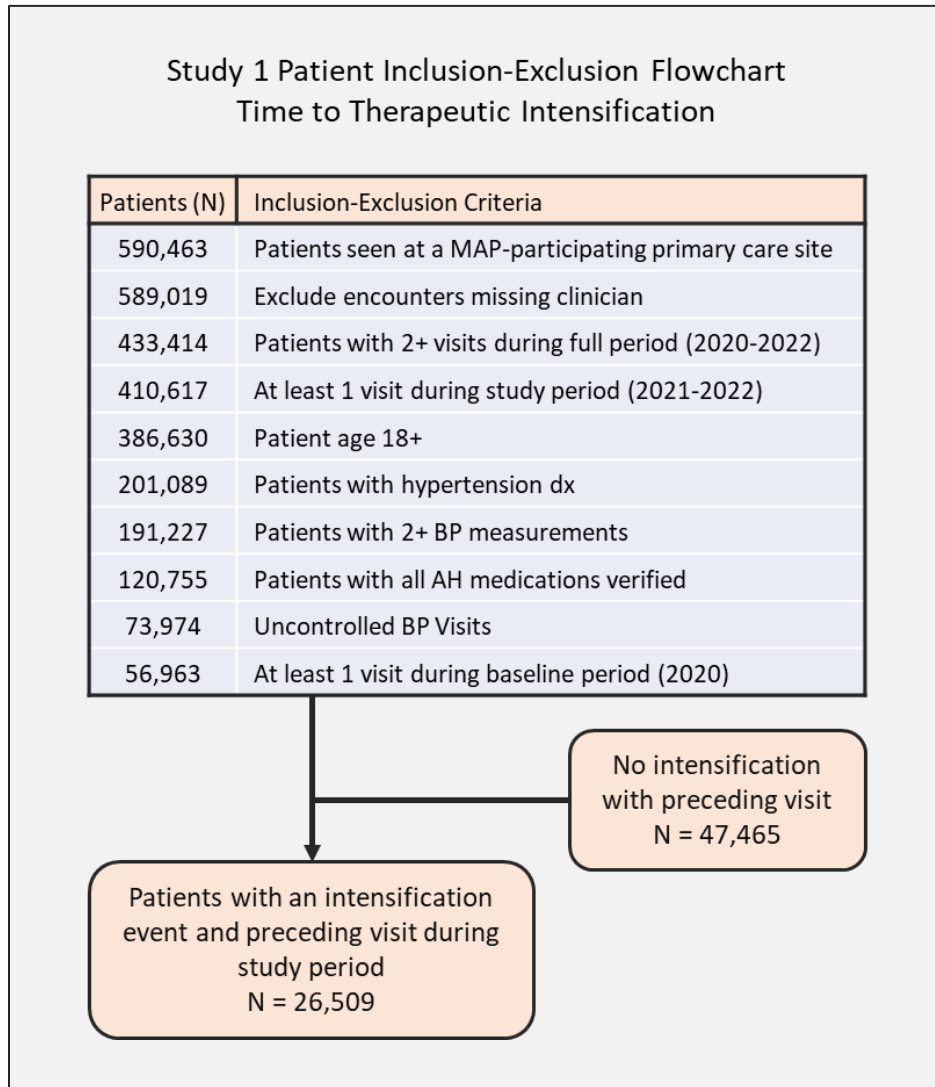 Study 1 Patient Inclusion-Exclusion Flowchart
Time to Therapeutic Intensification
Patients (N) Inclusion-Exclusion Criteria
590,463 Patients seen at a MAP-participating primary care site
589,019 Exclude encounters missing clinician
433,414 Patients with 2+ visits during full period (2020-2022)
410,617 At least 1 visit during study period (2021-2022)
386,630 Patient age 18+
201,089 Patients with hypertension dx
191,227 Patients with 2+ BP measurements
120,755 Patients with all AH medications verified
73,974 Uncontrolled BP Visits
56,963 At least 1 visit during baseline period (2020)
No intensification
with preceding visit
N = 47,465
Patients with an intensification
event and preceding visit during
study period
N = 26,509